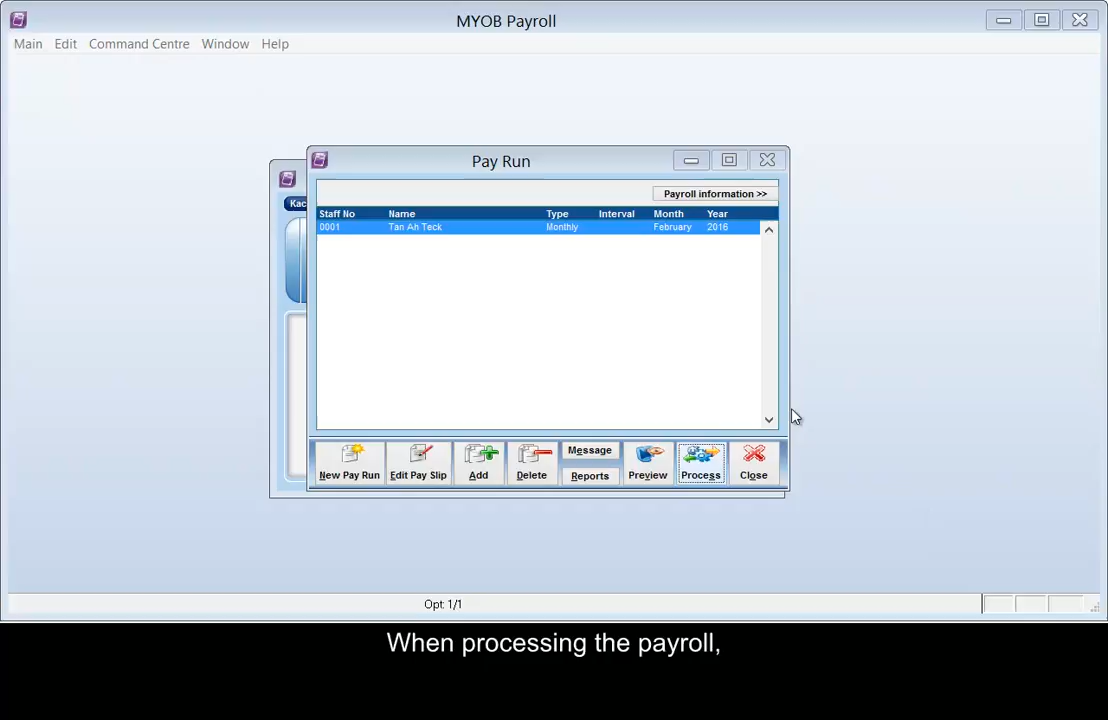 MYOB Payroll
Main Edit Command Centre Window Help
Pay Run
Kac
Payroll information >>
Staff No Name Type Interval Month Year
0001 Tan Ah Teck Monthly February 2016
New Pay Run Edit Pay Slip Add Delete Message Reports Preview Process Close
Opt: 1/1
When processing the payroll,